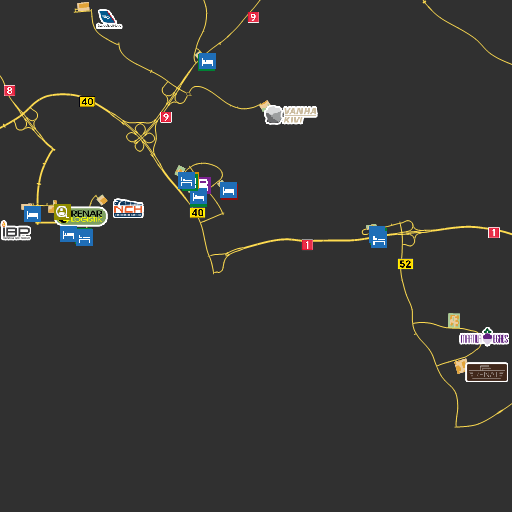 9
8
40
9
VANHA
KIVI
RENAR
LOGISTIK
NCH
IBP
40
1
1
52